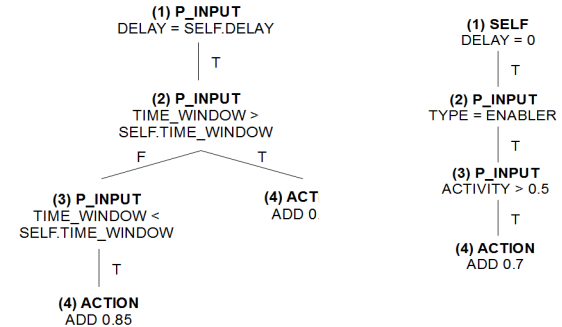 (1) P_INPUT
DELAY = SELF.DELAY
T
(2) P_INPUT
TIME_WINDOW >
SELF.TIME_WINDOW
F
T
(3) P_INPUT
TIME_WINDOW <
SELF.TIME_WINDOW
(4) ACT
ADD 0
T
(4) ACTION
ADD 0.85
(1) SELF
DELAY = 0
T
(2) P_INPUT
TYPE = ENABLER
T
(3) P_INPUT
ACTIVITY > 0.5
T
(4) ACTION
ADD 0.7